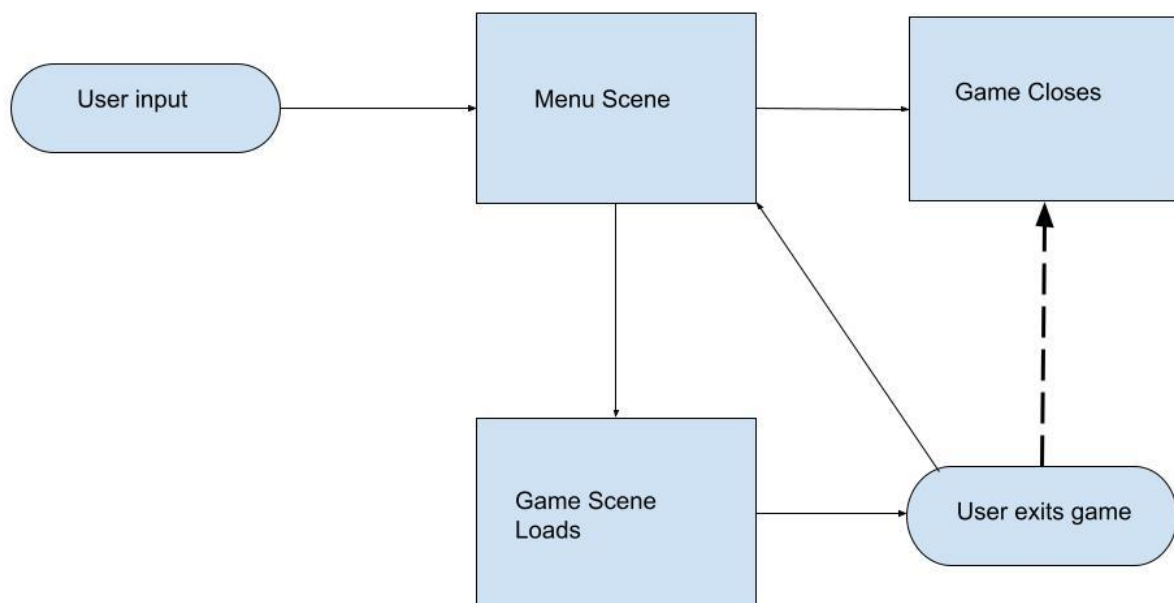 User input
Menu Scene
Game Closes
Game Scene
Loads
User exits game